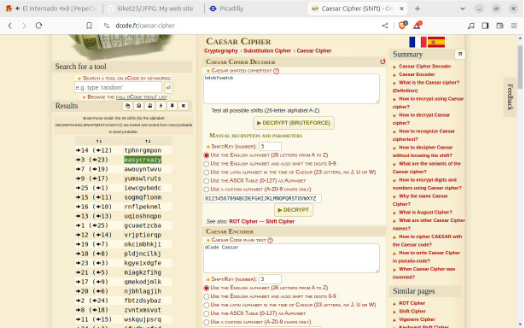 El Internado 4x8 | PepeC
kiket25/JFPG: My web site
Picadilly
Caesar Cipher (Shift) - O
dcode.fr/caesar-cipher
Search for a tool
★ Search a tool on dCode by keywords:
e.g. type 'random'
★ Browse the full dCode tools' list
Results
↑↓ ↑↓
➔14 (➔12) tphnrgmpon
➔3 (➔23) easycrxazy
➔7 (➔19) awouyntwvu
➔9 (➔17) yumswlruts
➔25 (➔1) iewcgvbedc
➔15 (➔11) sogmqflonm
➔16 (➔10) rnflpeknml
➔13 (➔13) uqioshnqpo
➔1 (➔25) gcuaetzcba
➔12 (➔14) vrjptiorqp
➔19 (➔7) okcimbhkji
➔18 (➔8) pldjncilkj
➔23 (➔3) kgyeixdgfe
➔21 (➔5) miagkzfihg
➔17 (➔9) qmekodjmlk
➔20 (➔6) njbhlagjih
➔24 (➔2)
➔8 (➔18) zvntxmsvut
➔11 (➔15) wskqujpsrq
Caesar Cipher
Cryptography › Substitution Cipher › Caesar Cipher
Caesar Cipher Decoder
★ Caesar shifted ciphertext
Test all possible shifts (26-letter alphabet A-Z)
▶ DECRYPT (BRUTEFORCE)
Manual decryption and parameters
★ Shift/Key (number): 3
Use the English alphabet (26 letters from A to Z)
Use the English alphabet and also shift the digits 0-9
Use the Latin alphabet in the time of Caesar (23 letters, no J, U or W)
Use the ASCII Table (0-127) as Alphabet
Use a custom alphabet (A-Z0-9 chars only)
0123456789ABCDEFGHIJKLMNOPQRSTUVWXYZ
▶ DECRYPT
See also: ROT Cipher — Shift Cipher
Caesar Encoder
★ Caesar Code plain text
dCode Caesar
★ Shift/Key (number): 3
Use the English alphabet (26 letters from A to Z)
Use the English alphabet and also shift the digits 0-9
Use the Latin alphabet in the time of Caesar (23 letters, no J, U or W)
Use the ASCII Table (0-127) as Alphabet
Use a custom alphabet (A-Z0-9 chars only)
Summary
Caesar Cipher Decoder
Caesar Encoder
What is the Caesar cipher?
(Definition)
How to encrypt using Caesar
cipher?
How to decrypt Caesar
cipher?
How to recognize Caesar
ciphertext?
How to decipher Caesar
without knowing the shift?
What are the variants of the
Caesar cipher?
How to encrypt digits and
numbers using Caesar cipher?
Why the name Caesar
Cipher?
What is August Cipher?
What are other Caesar Cipher
names?
How to cipher CAESAR with
the Caesar code?
How to write Caesar Cipher
in pseudo-code?
When Caesar Cipher was
invented?
Similar pages
ROT Cipher
Shift Cipher
Vigenere Cipher
Keyboard Shift Cipher
Feedback